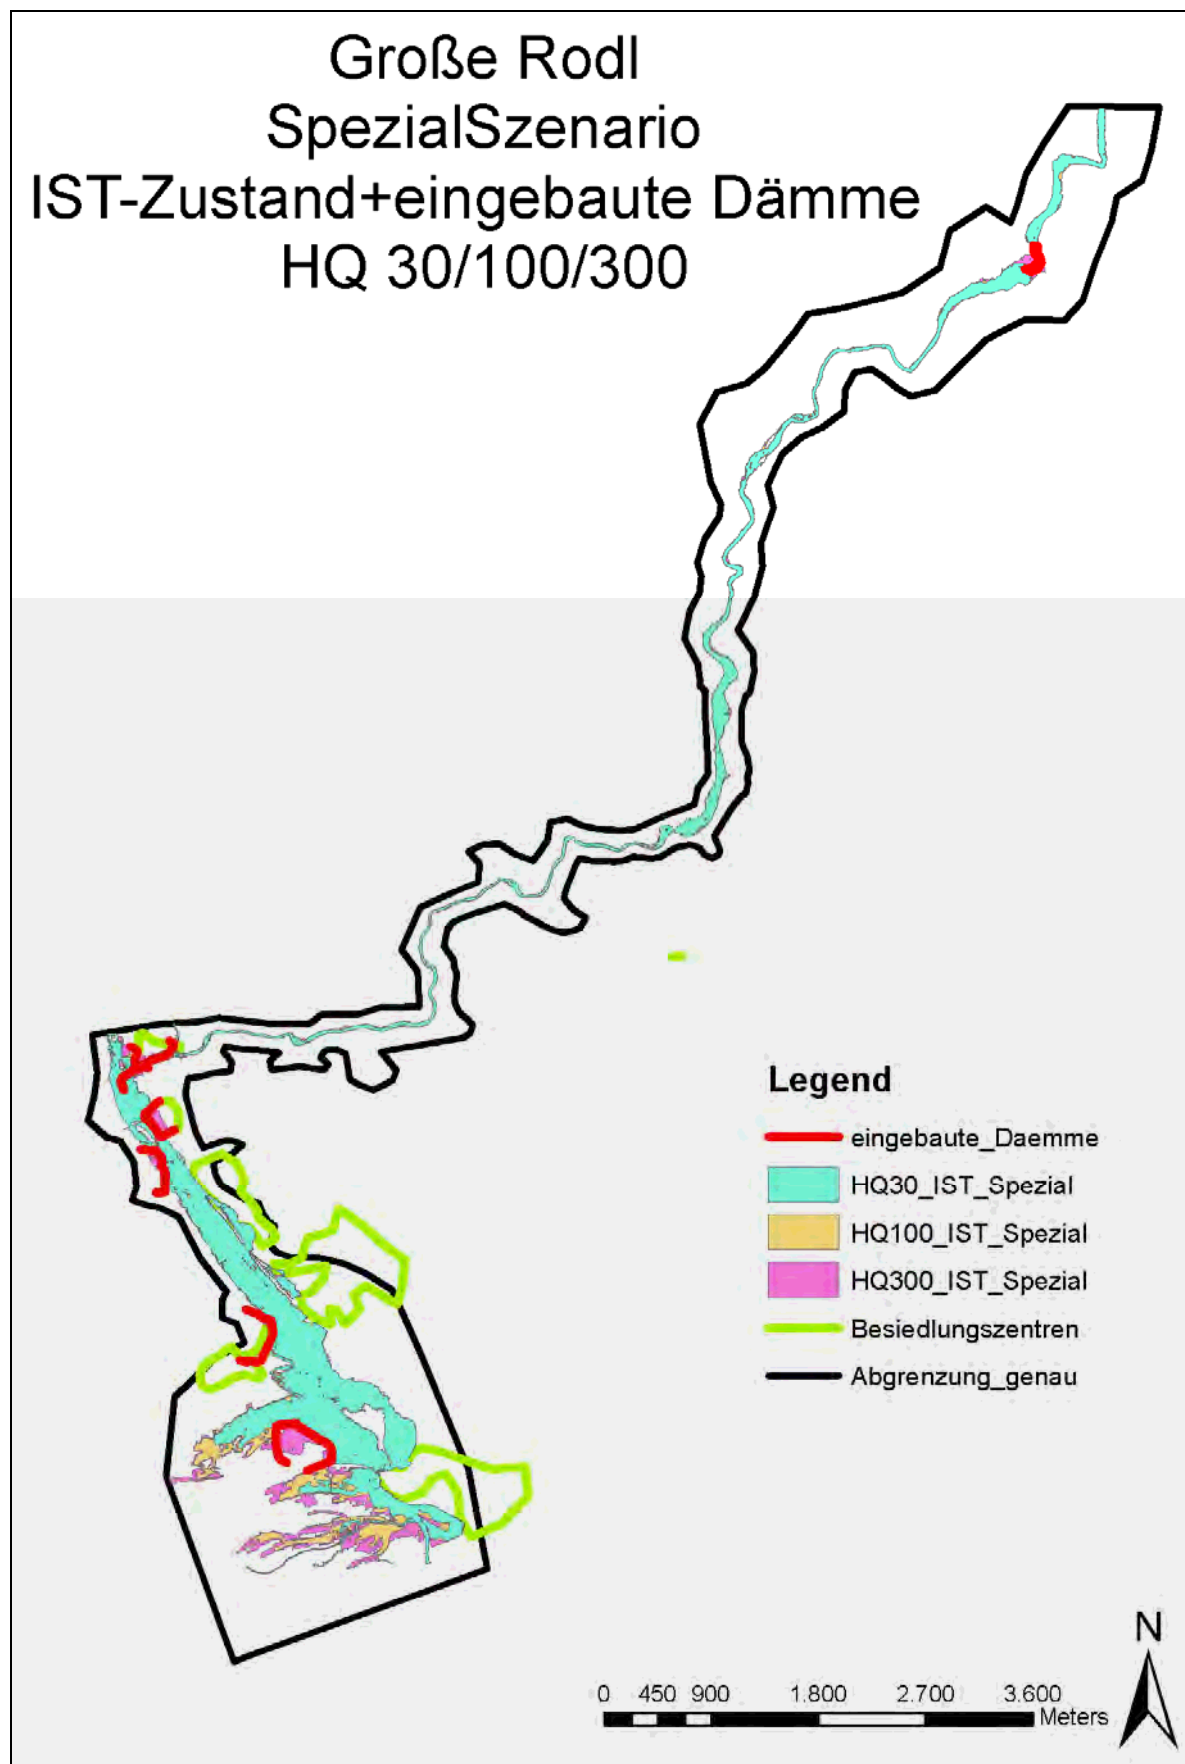 Große Rodl
SpezialSzenario
IST-Zustand+eingebaute Dämme
HQ 30/100/300
Legend
eingebaute_Daemme
HQ30_IST_Spezial
HQ100_IST_Spezial
HQ300_IST_Spezial
Besiedlungszentren
Abgrenzung_genau
N
0 450 900 1.800 2.700 3.600
Meters